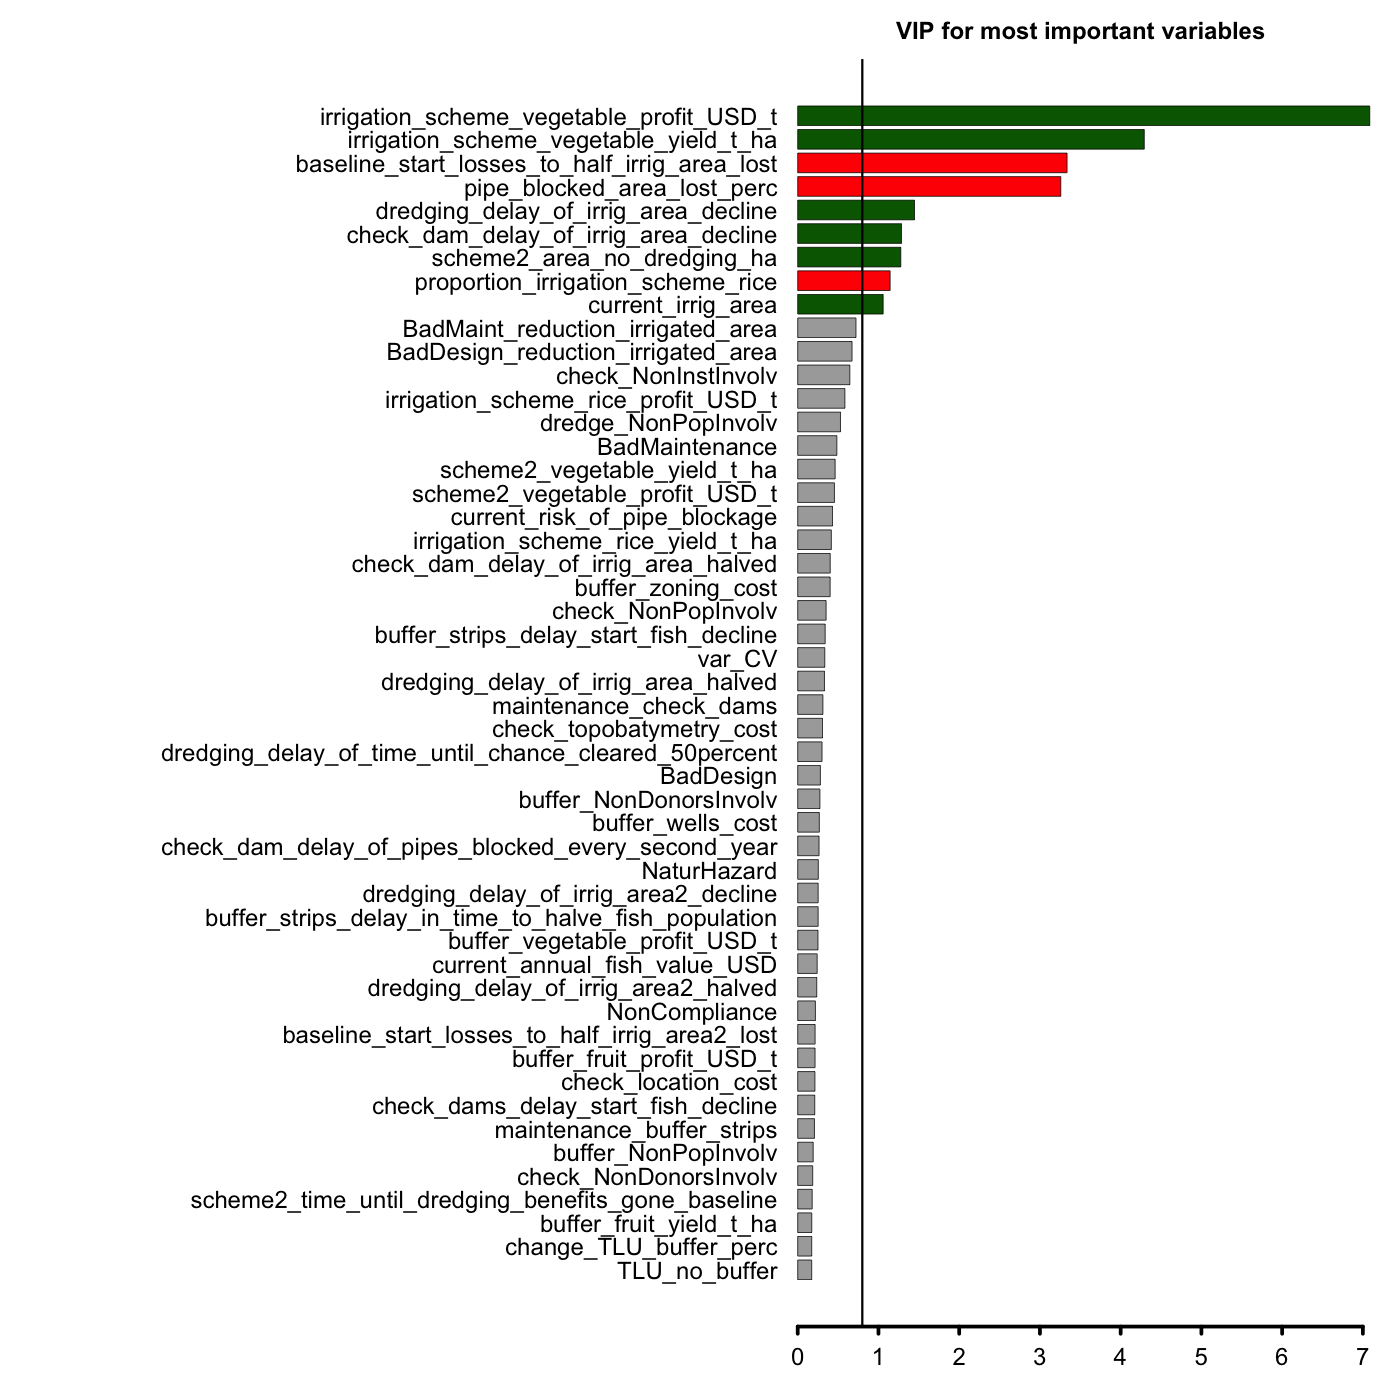 VIP for most important variables
irrigation_scheme_vegetable_profit_USD_t
irrigation_scheme_vegetable_yield_t_ha
baseline_start_losses_to_half_irrig_area_lost
pipe_blocked_area_lost_perc
dredging_delay_of_irrig_area_decline
check_dam_delay_of_irrig_area_decline
scheme2_area_no_dredging_ha
proportion_irrigation_scheme_rice
current_irrig_area
BadMaint_reduction_irrigated_area
BadDesign_reduction_irrigated_area
check_NonInstInvolv
irrigation_scheme_rice_profit_USD_t
dredge_NonPopInvolv
BadMaintenance
scheme2_vegetable_yield_t_ha
scheme2_vegetable_profit_USD_t
current_risk_of_pipe_blockage
irrigation_scheme_rice_yield_t_ha
check_dam_delay_of_irrig_area_halved
buffer_zoning_cost
check_NonPopInvolv
buffer_strips_delay_start_fish_decline
var_CV
dredging_delay_of_irrig_area_halved
maintenance_check_dams
check_topobatymetry_cost
dredging_delay_of_time_until_chance_cleared_50percent
BadDesign
buffer_NonDonorsInvolv
buffer_wells_cost
check_dam_delay_of_pipes_blocked_every_second_year
NaturHazard
dredging_delay_of_irrig_area2_decline
buffer_strips_delay_in_time_to_halve_fish_population
buffer_vegetable_profit_USD_t
current_annual_fish_value_USD
dredging_delay_of_irrig_area2_halved
NonCompliance
baseline_start_losses_to_half_irrig_area2_lost
buffer_fruit_profit_USD_t
check_location_cost
check_dams_delay_start_fish_decline
maintenance_buffer_strips
buffer_NonPopInvolv
check_NonDonorsInvolv
scheme2_time_until_dredging_benefits_gone_baseline
buffer_fruit_yield_t_ha
change_TLU_buffer_perc
TLU_no_buffer
0 1 2 3 4 5 6 7